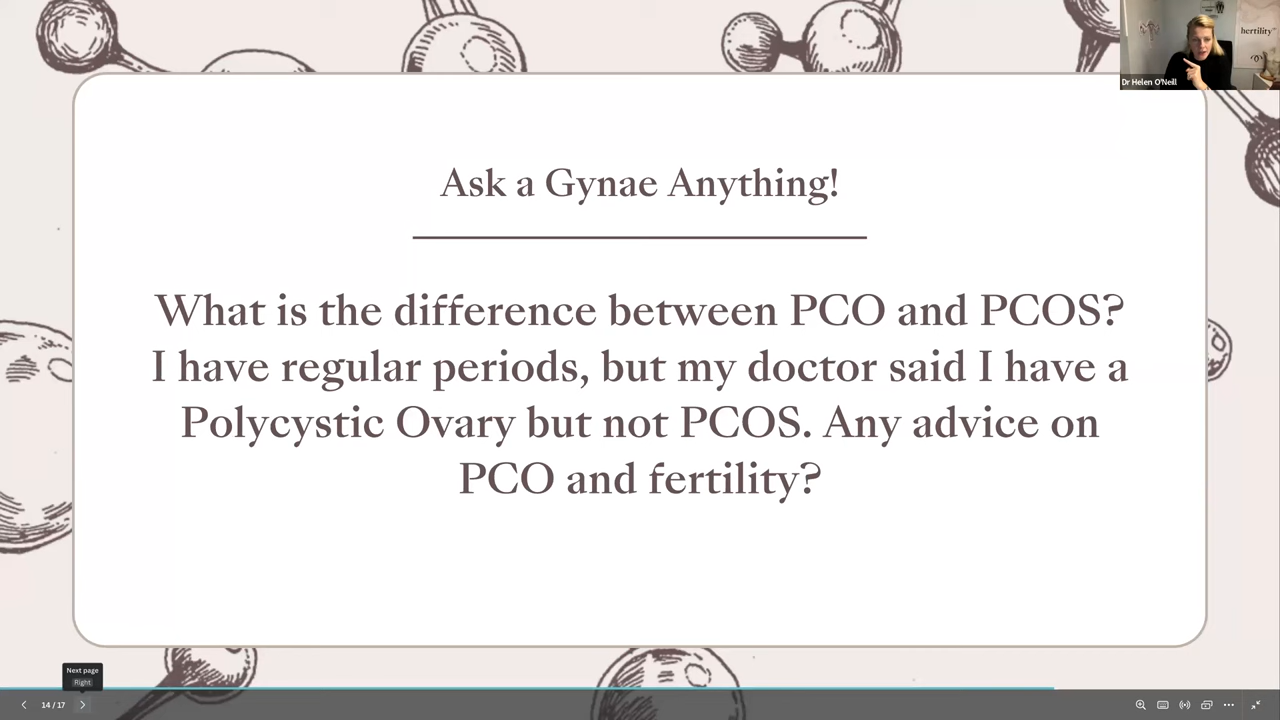 hertility
Dr Helen O'Neill
Ask a Gynae Anything!
What is the difference between PCO and PCOS?
I have regular periods, but my doctor said I have a
Polycystic Ovary but not PCOS. Any advice on
PCO and fertility?
Next page
Right
14 / 17